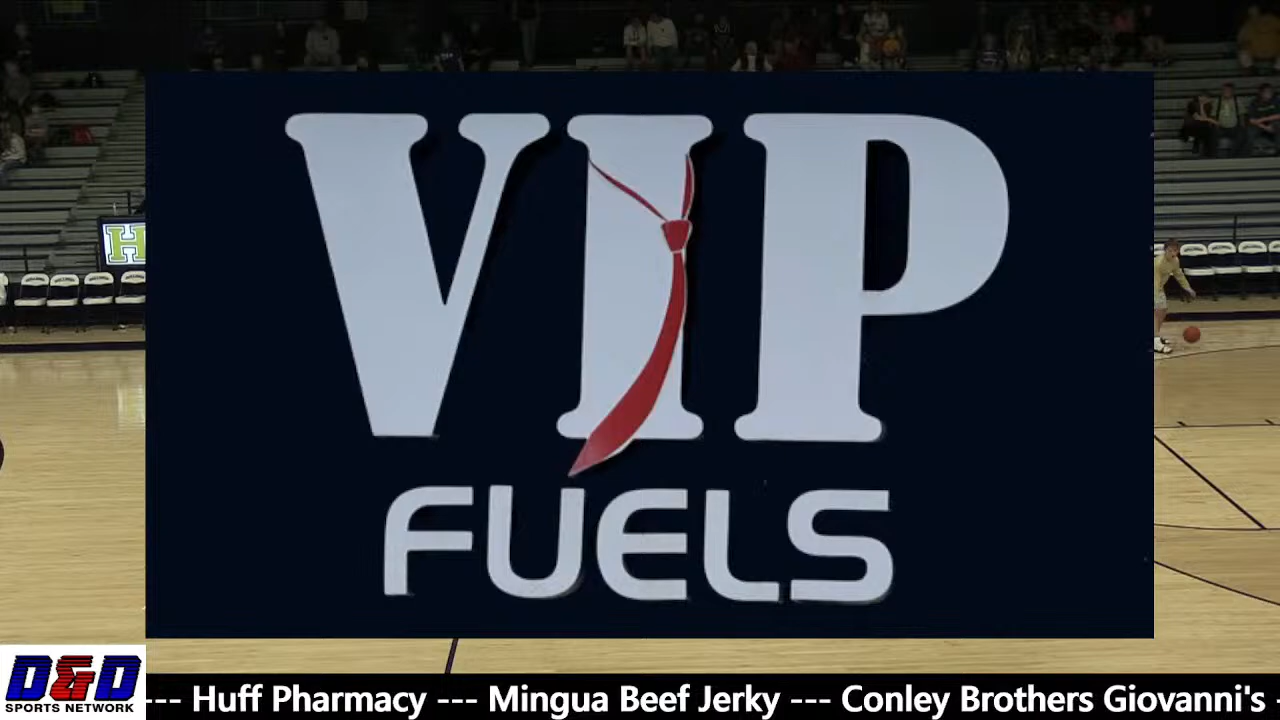 VIP
FUELS
H
D&D
SPORTS NETWORK
--- Huff Pharmacy --- Mingua Beef Jerky --- Conley Brothers Giovanni's